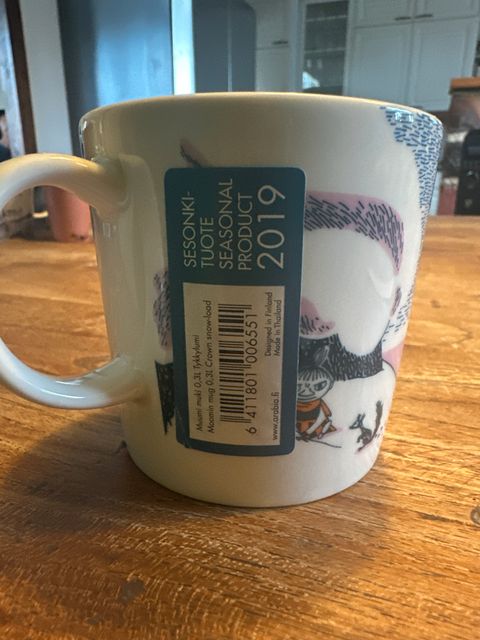 SESONKI-
TUOTE
SEASONAL
PRODUCT
2019
Muumi muki 0,3L Tykkylumi
Moomin mug 0,3L Crown snow-load
6 411801 006551
Designed in Finland
Made in Thailand
www.arabia.fi